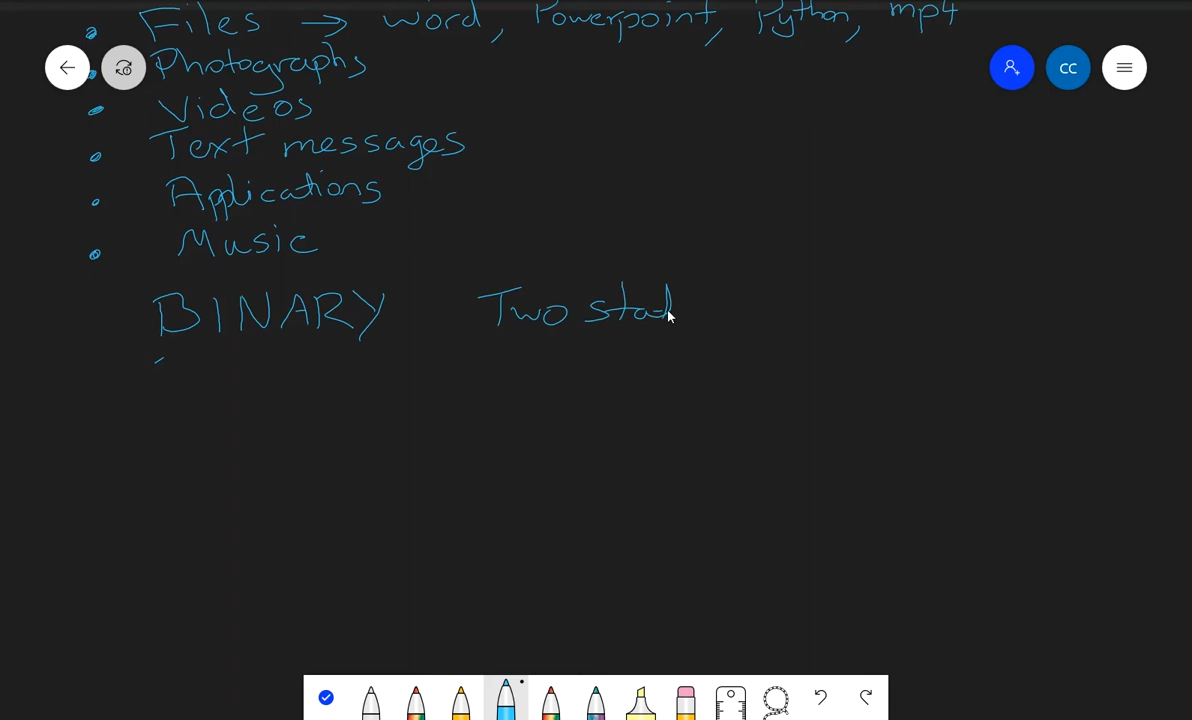 Files → Word, Powerpoint, Python, mp4
Photographs
CC
Videos
Text messages
Applications
Music
BINARY Two stat